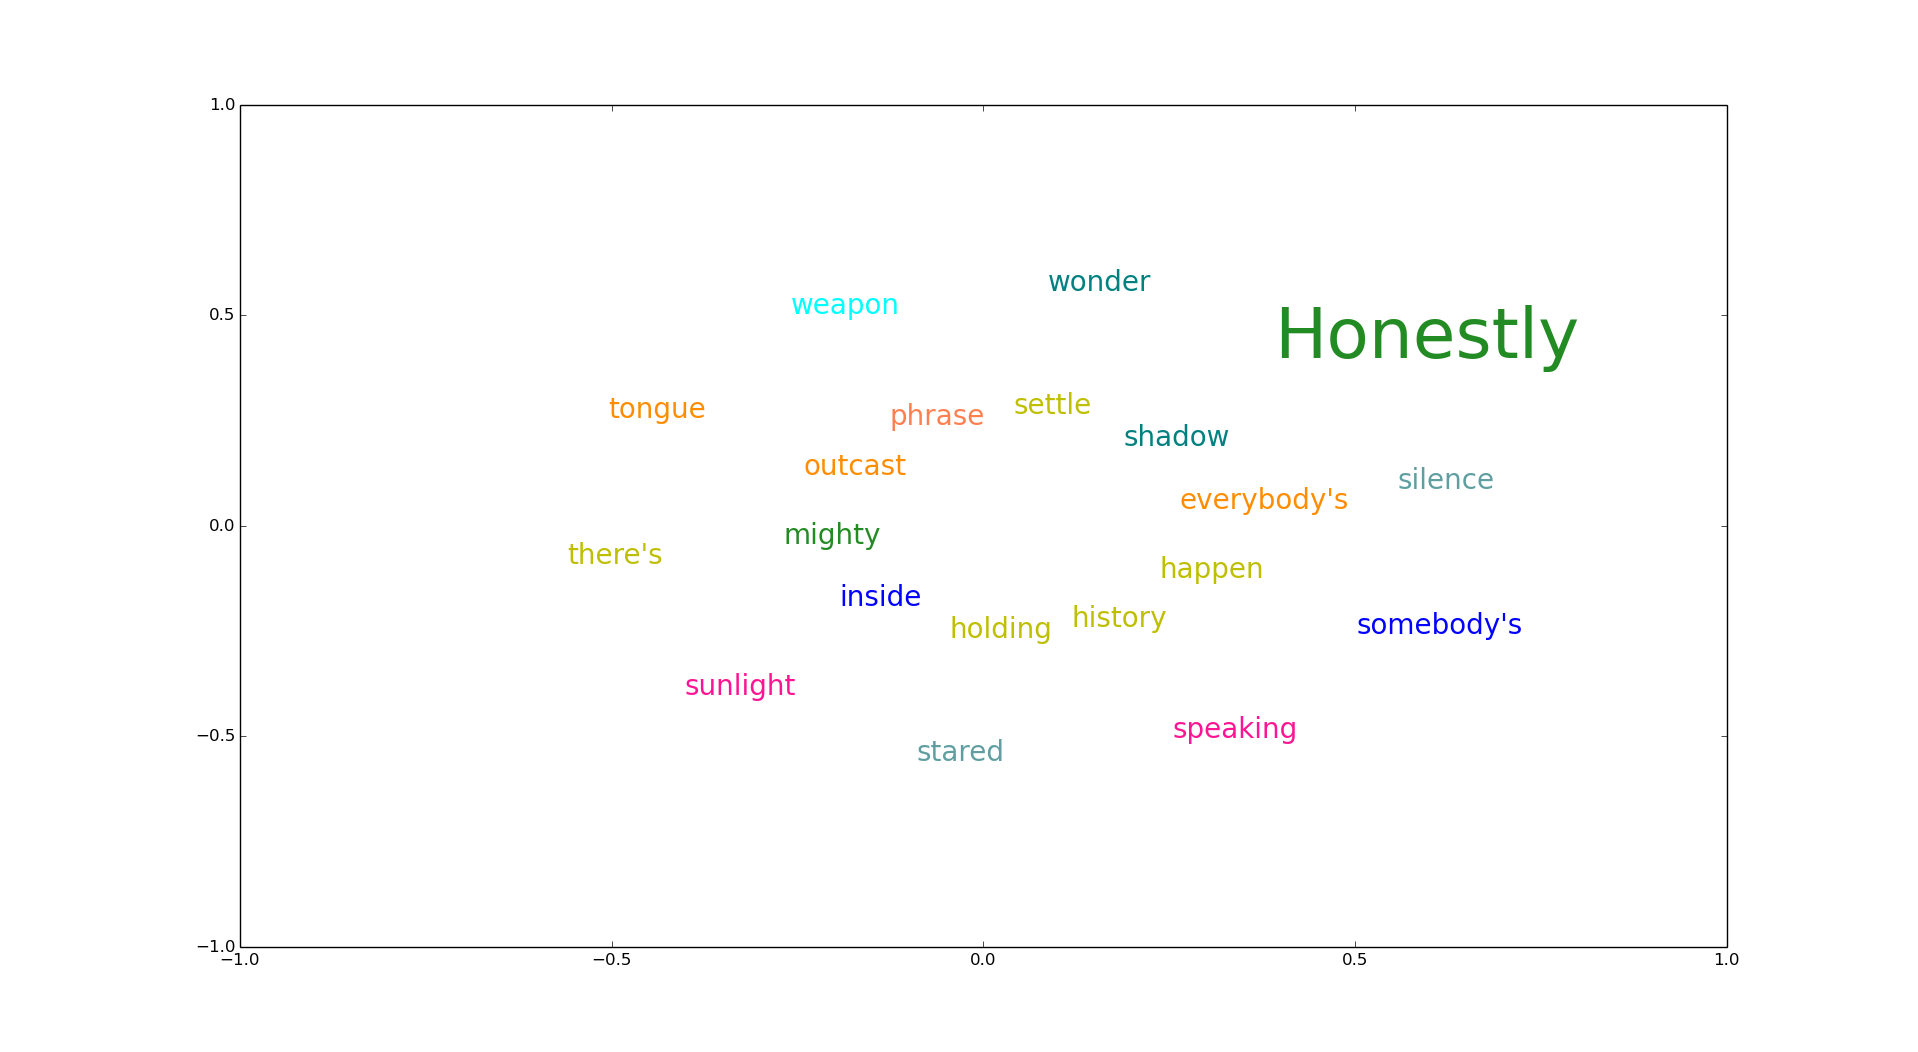 1.0
wonder
weapon
0.5
Honestly
settle
tongue
phrase
shadow
outcast
silence
everybody's
0.0
mighty
there's
happen
inside
history
holding
somebody's
sunlight
speaking
−0.5
stared
−1.0
−1.0 −0.5 0.0 0.5 1.0